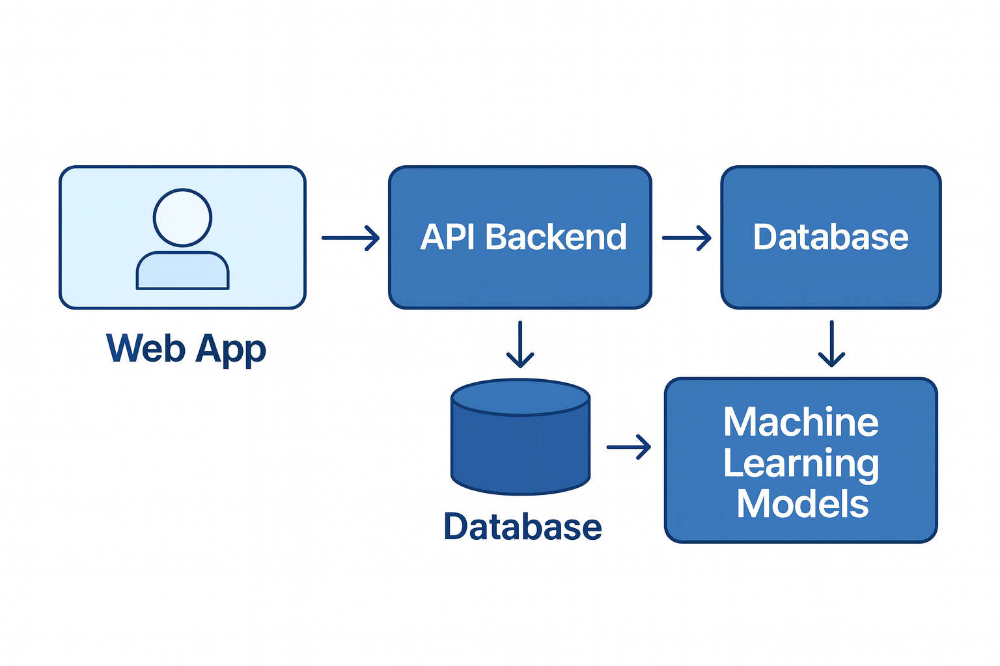 API Backend
Database
Web App
Machine
Learning
Models
Database